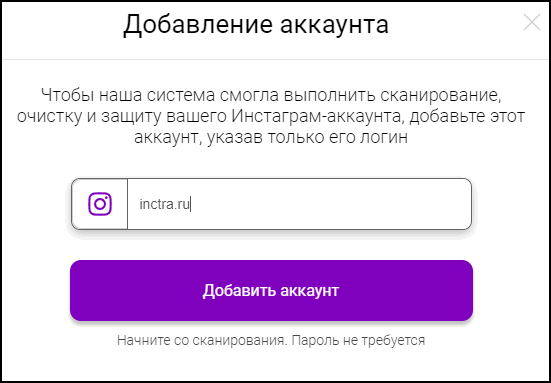 Добавление аккаунта
Чтобы наша система смогла выполнить сканирование,
очистку и защиту вашего Инстаграм-аккаунта, добавьте этот
аккаунт, указав только его логин
inctra.ru
Добавить аккаунт
Начните со сканирования. Пароль не требуется